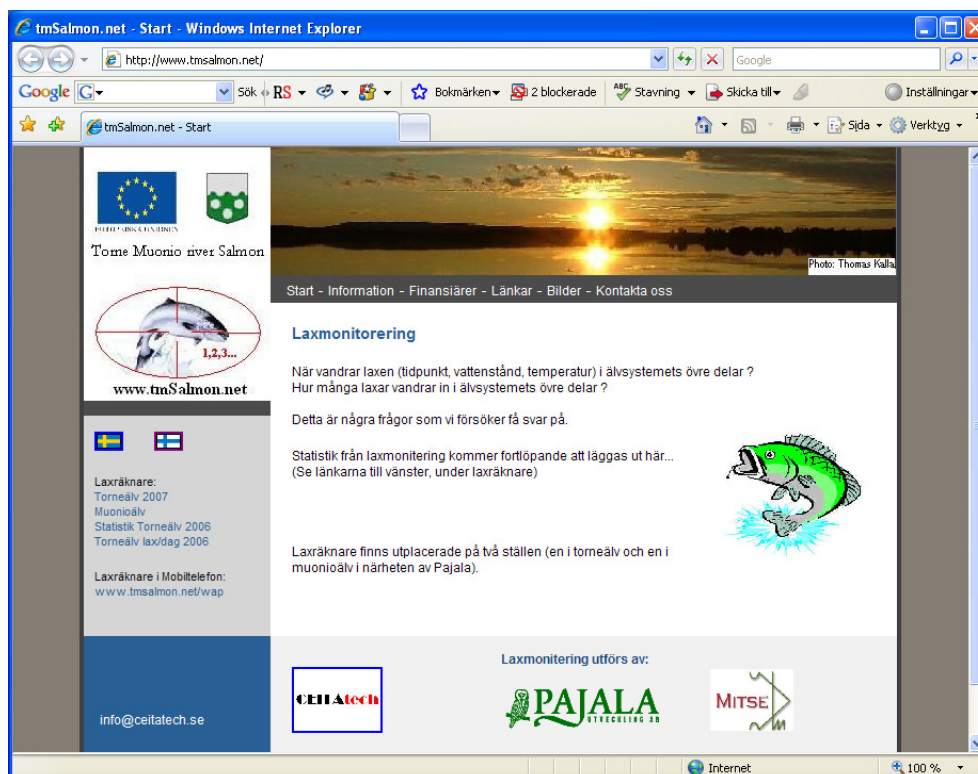 tmSalmon.net - Start - Windows Internet Explorer
http://www.tmsalmon.net/
Google
Google
G
Sök
RS
Bokmärken
2 blockerade
ABC
Stavning
Skicka till
Inställningar
tmSalmon.net - Start
Sida
Verktyg
Torne Muonio river Salmon
Photo: Thomas Kalla
Start - Information - Finansiärer - Länkar - Bilder - Kontakta oss
1,2,3...
www.tmSalmon.net
Laxmonitorering
När vandrar laxen (tidpunkt, vattenstånd, temperatur) i älvsystemets övre delar ?
Hur många laxar vandrar in i älvsystemets övre delar ?
Detta är några frågor som vi försöker få svar på.
Statistik från laxmonitering kommer fortlöpande att läggas ut här...
(Se länkarna till vänster, under laxräknare)
Laxräknare finns utplacerade på två ställen (en i torneälv och en i
muonioälv i närheten av Pajala).
Laxräknare:
Torneälv 2007
Muonioälv
Statistik Torneälv 2006
Torneälv lax/dag 2006
Laxräknare i Mobiltelefon:
www.tmsalmon.net/wap
info@ceitatech.se
Laxmonitering utförs av:
CEITAtech
PAJALA
UTVECKLING AB
MITSE
Internet
100 %